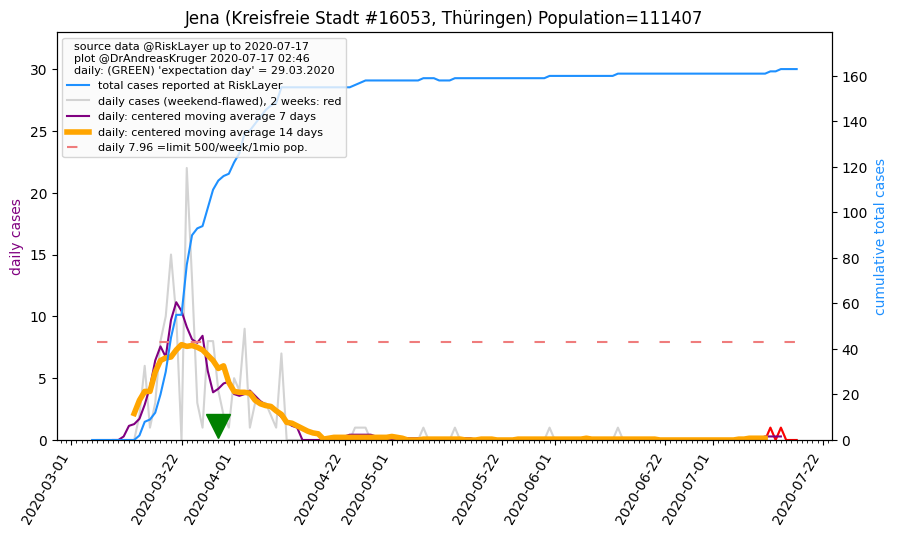 Jena (Kreisfreie Stadt #16053, Thüringen) Population=111407
source data @RiskLayer up to 2020-07-17
plot @DrAndreasKruger 2020-07-17 02:46
daily: (GREEN) 'expectation day' = 29.03.2020
total cases reported at RiskLayer
daily cases (weekend-flawed), 2 weeks: red
daily: centered moving average 7 days
daily: centered moving average 14 days
daily 7.96 =limit 500/week/1mio pop.
daily cases
30
25
20
15
10
5
0
cumulative total cases
160
140
120
100
80
60
40
20
0
2020-03-01
2020-03-22
2020-04-01
2020-04-22
2020-05-01
2020-05-22
2020-06-01
2020-06-22
2020-07-01
2020-07-22